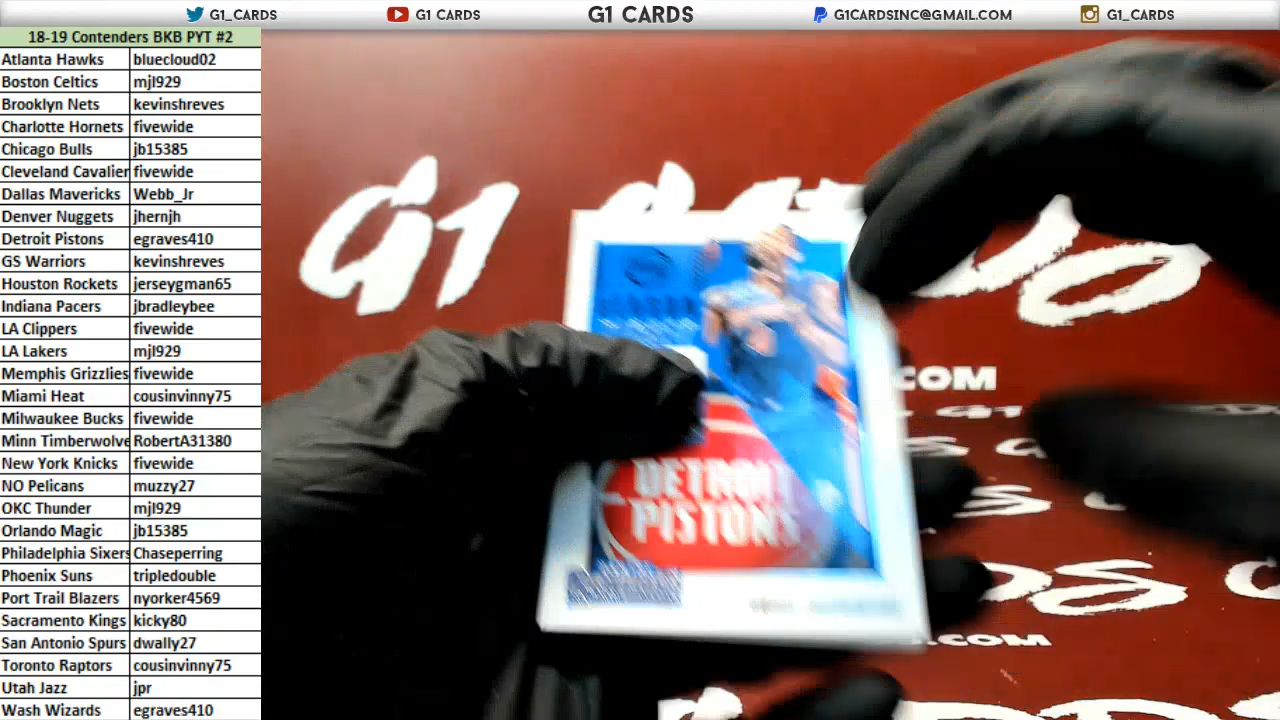 G1_CARDS
G1 CARDS
G1 CARDS
G1CARDSINC@GMAIL.COM
G1_CARDS
18-19 Contenders BKB PYT #2
Atlanta Hawks bluecloud02
Boston Celtics mjl929
Brooklyn Nets kevinshreves
Charlotte Hornets fivewide
Chicago Bulls jb15385
Cleveland Cavalier fivewide
Dallas Mavericks Webb_Jr
Denver Nuggets jhernjh
Detroit Pistons egraves410
GS Warriors kevinshreves
Houston Rockets jerseygman65
Indiana Pacers jbradleybee
LA Clippers fivewide
LA Lakers mjl929
Memphis Grizzlies fivewide
Miami Heat cousinvinny75
Milwaukee Bucks fivewide
Minn Timberwolve RobertA31380
New York Knicks fivewide
NO Pelicans muzzy27
OKC Thunder mjl929
Orlando Magic jb15385
Philadelphia Sixers Chaseperring
Phoenix Suns tripledouble
Port Trail Blazers nyorker4569
Sacramento Kings kicky80
San Antonio Spurs dwally27
Toronto Raptors cousinvinny75
Utah Jazz jpr
Wash Wizards egraves410
G1
.COM
G1
DETROIT
PISTONS
.COM